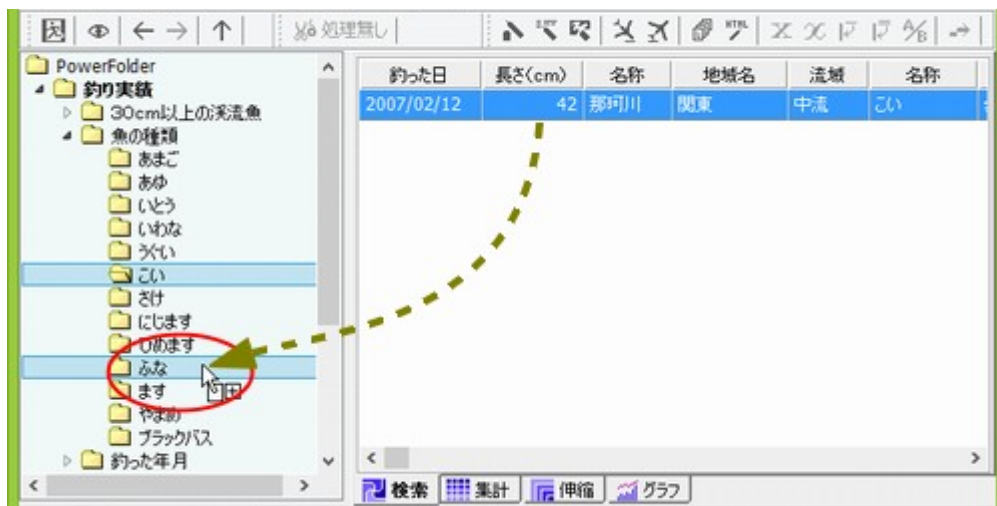 処理無し
PowerFolder
釣り実績
30cm以上の渓流魚
魚の種類
あまご
あゆ
いとう
いわな
うぐい
こい
さけ
にじます
ひめます
ふな
ます
やまめ
ブラックバス
釣った年月
釣った日 長さ(cm) 名称 地域名 流域 名称
2007/02/12 42 那珂川 関東 中流 こい
検索 集計 伸縮 グラフ